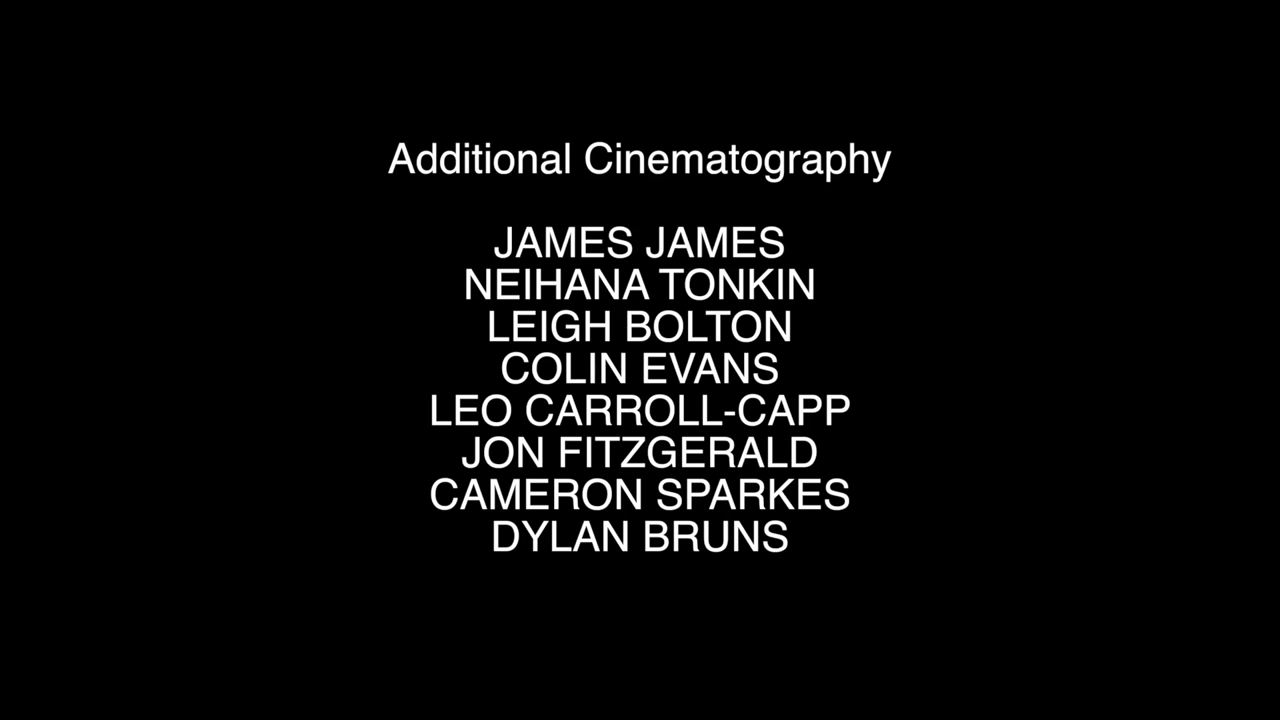 Additional Cinematography
JAMES JAMES
NEIHANA TONKIN
LEIGH BOLTON
COLIN EVANS
LEO CARROLL-CAPP
JON FITZGERALD
CAMERON SPARKES
DYLAN BRUNS